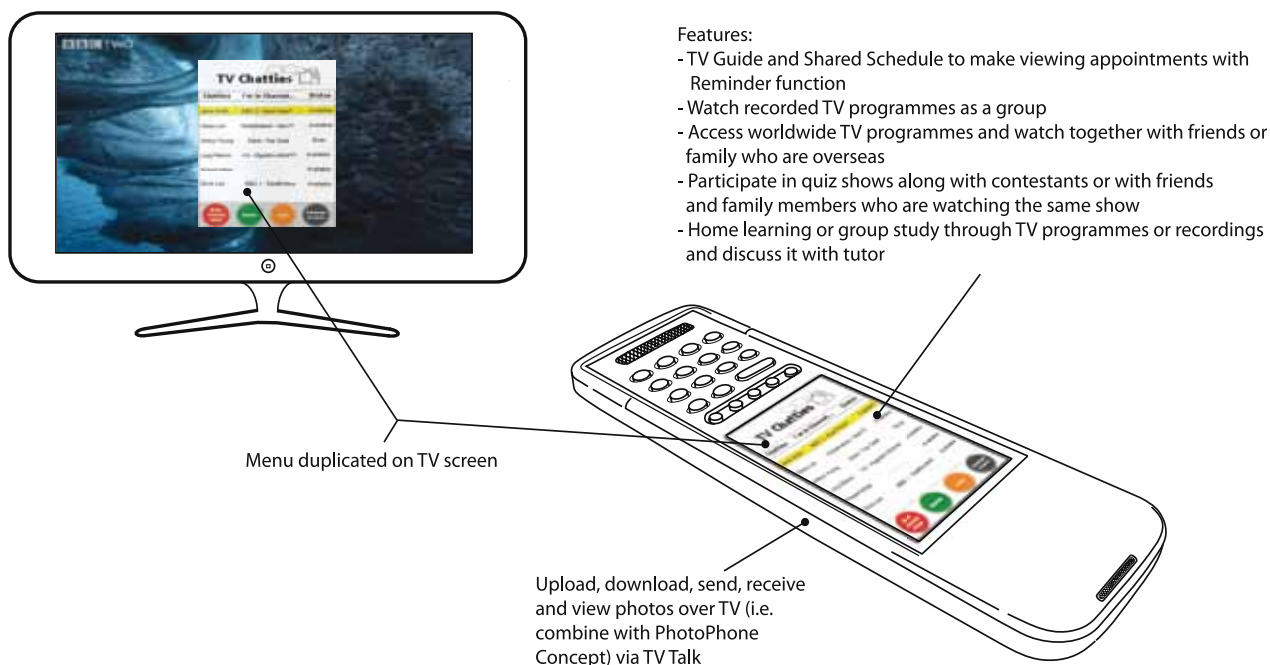 Features:
- TV Guide and Shared Schedule to make viewing appointments with
Reminder function
- Watch recorded TV programmes as a group
- Access worldwide TV programmes and watch together with friends or
family who are overseas
- Participate in quiz shows along with contestants or with friends
and family members who are watching the same show
- Home learning or group study through TV programmes or recordings
and discuss it with tutor
TV Chatties
Chatties I'm in Channel... Status
Menu duplicated on TV screen
TV Chatties
Upload, download, send, receive
and view photos over TV (i.e.
combine with PhotoPhone
Concept) via TV Talk